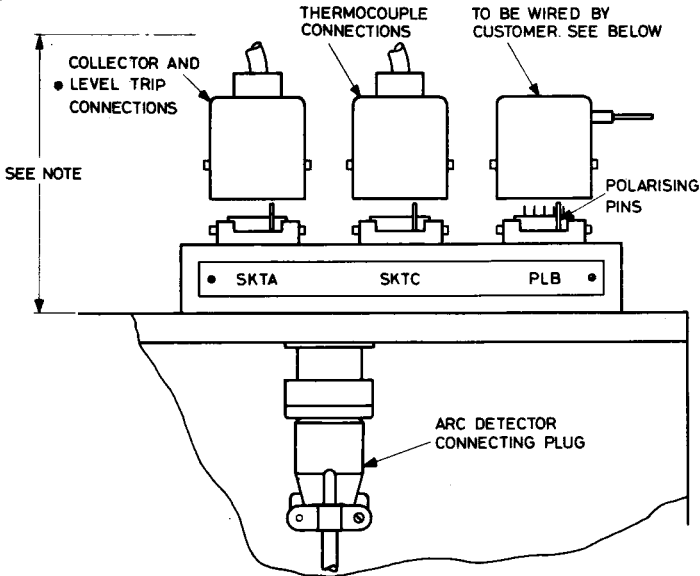 THERMOCOUPLE
CONNECTIONS
TO BE WIRED BY
CUSTOMER. SEE BELOW
COLLECTOR AND
• LEVEL TRIP
CONNECTIONS
SEE NOTE
POLARISING
PINS
SKTA
SKTC
PLB
ARC DETECTOR
CONNECTING PLUG